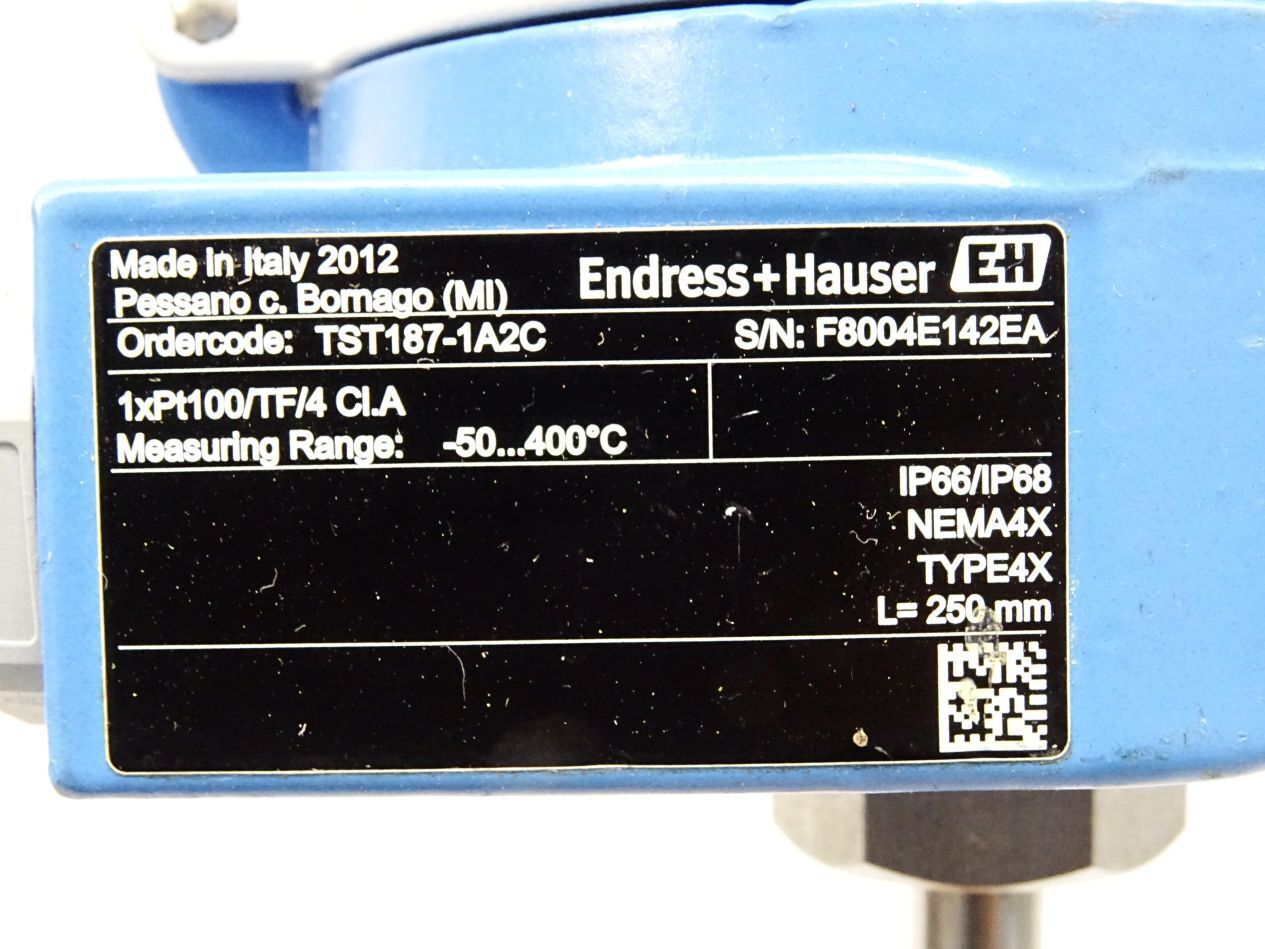 Made in Italy 2012
Pessano c. Bornago (MI)
Endress+Hauser EH
Ordercode: TST187-1A2C
S/N: F8004E142EA
1xPt100/TF/4 Cl.A
Measuring Range: -50...400°C
IP66/IP68
NEMA4X
TYPE4X
L= 250 mm